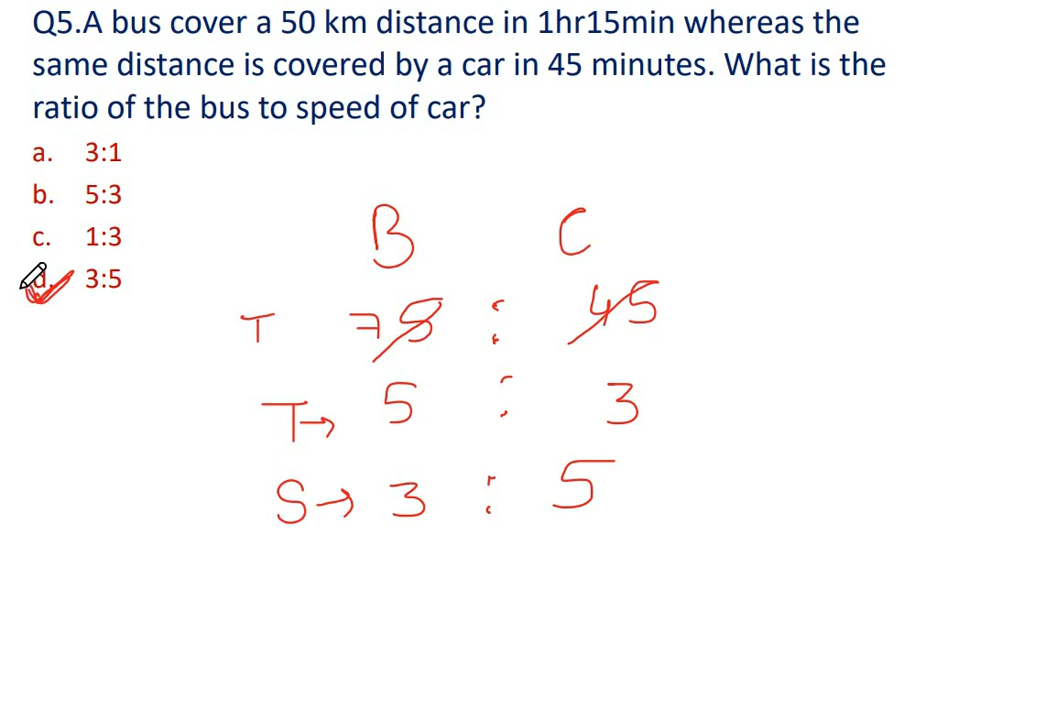 Q5.A bus cover a 50 km distance in 1hr15min whereas the
same distance is covered by a car in 45 minutes. What is the
ratio of the bus to speed of car?
a. 3:1
b. 5:3
c. 1:3
d. 3:5
B C
T 75 : 45
T→ 5 : 3
S→ 3 : 5